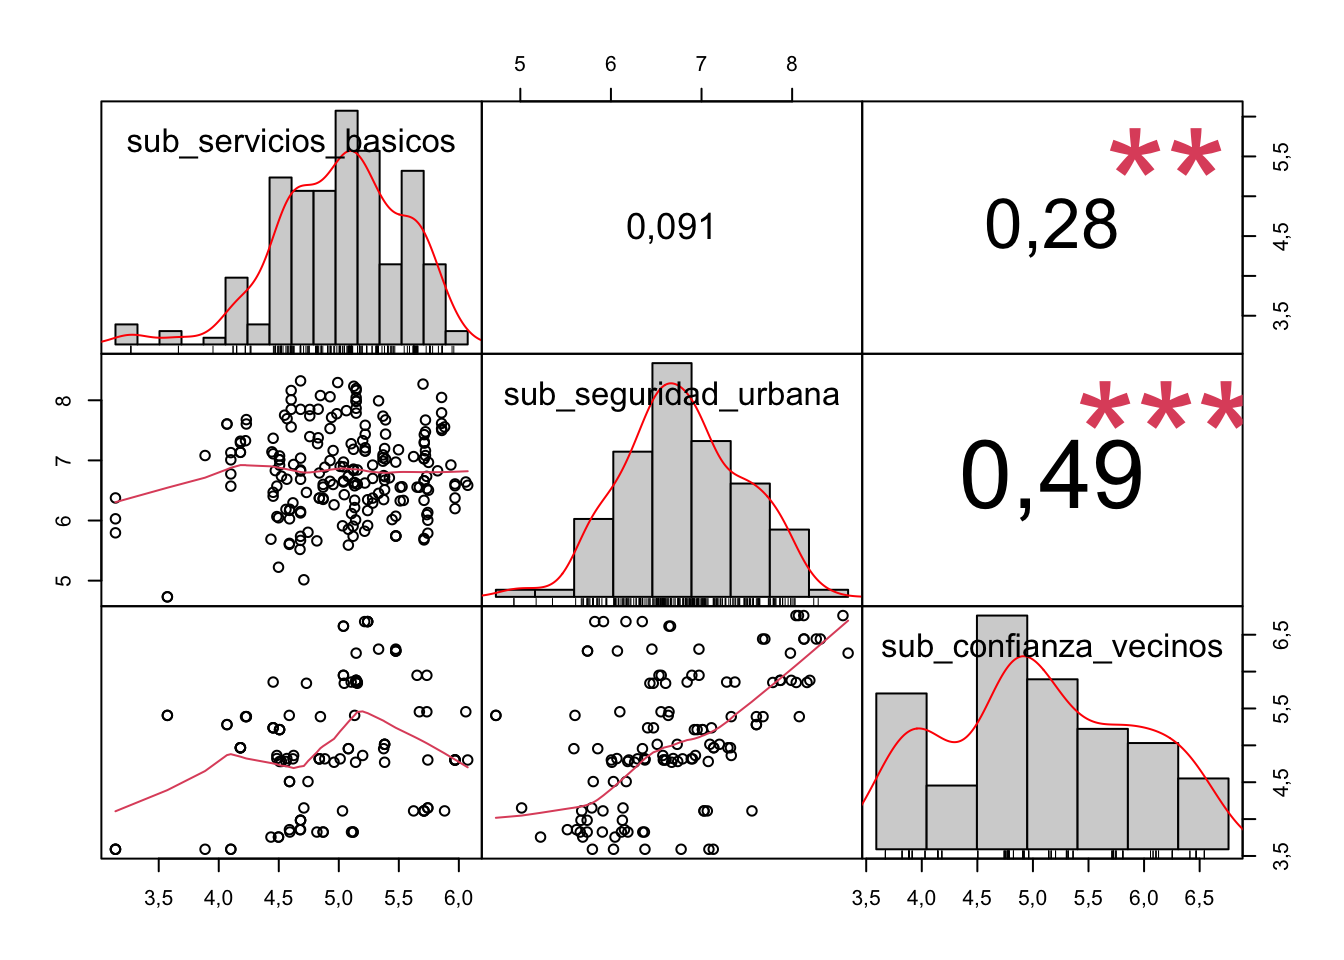 5 6 7 8
sub_servicios_basicos
0,091
**
0,28
5,5
4,5
3,5
8
7
6
5
sub_seguridad_urbana
***
0,49
sub_confianza_vecinos
6,5
5,5
4,5
3,5
3,5 4,0 4,5 5,0 5,5 6,0
3,5 4,0 4,5 5,0 5,5 6,0 6,5